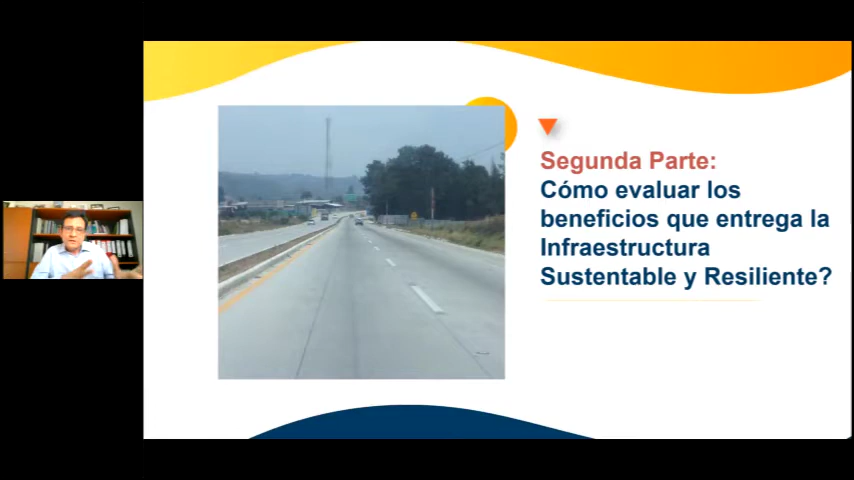 Segunda Parte:
Cómo evaluar los
beneficios que entrega la
Infraestructura
Sustentable y Resiliente?